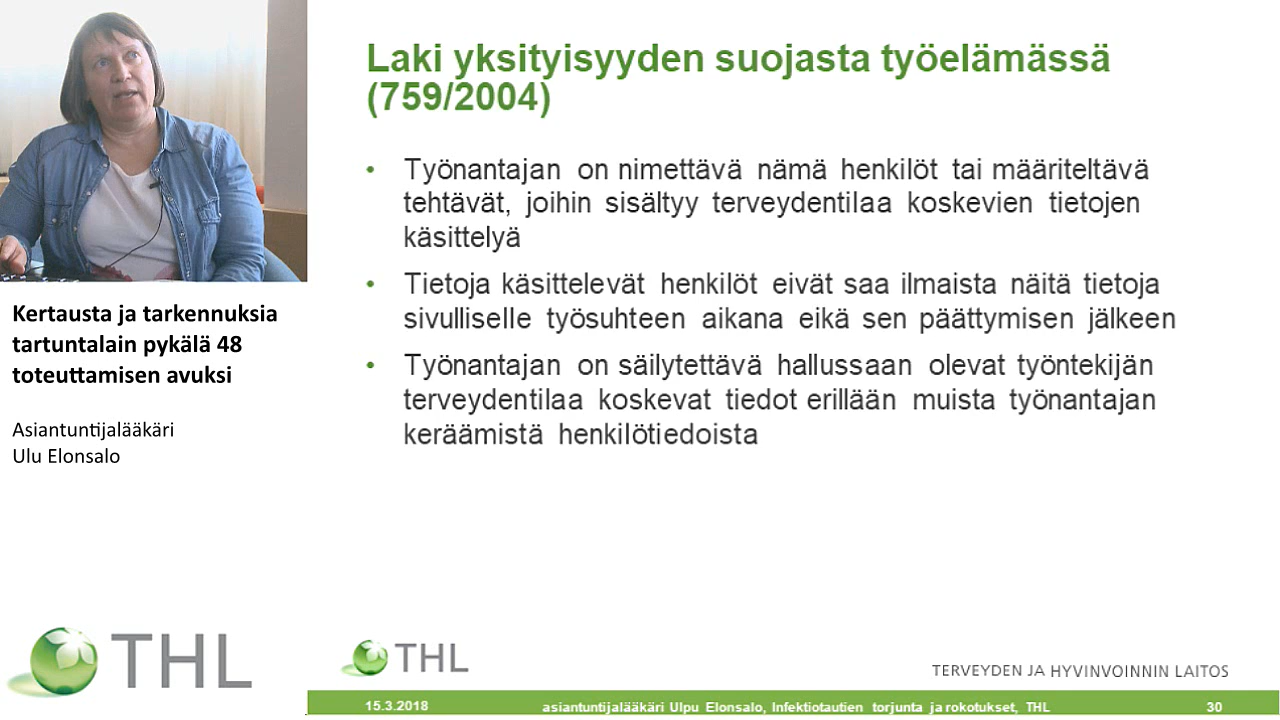 Laki yksityisyyden suojasta työelämässä
(759/2004)
• Työnantajan on nimettävä nämä henkilöt tai määriteltävä
tehtävät, joihin sisältyy terveydentilaa koskevien tietojen
käsittelyä
• Tietoja käsittelevät henkilöt eivät saa ilmaista näitä tietoja
sivulliselle työsuhteen aikana eikä sen päättymisen jälkeen
• Työnantajan on säilytettävä hallussaan olevat työntekijän
terveydentilaa koskevat tiedot erillään muista työnantajan
keräämistä henkilötiedoista
Kertausta ja tarkennuksia
tartuntalain pykälä 48
toteuttamisen avuksi
Asiantuntijalääkäri
Ulu Elonsalo
THL
THL
TERVEYDEN JA HYVINVOINNIN LAITOS
15.3.2018 asiantuntijalääkäri Ulpu Elonsalo, Infektiotautien torjunta ja rokotukset, THL 30